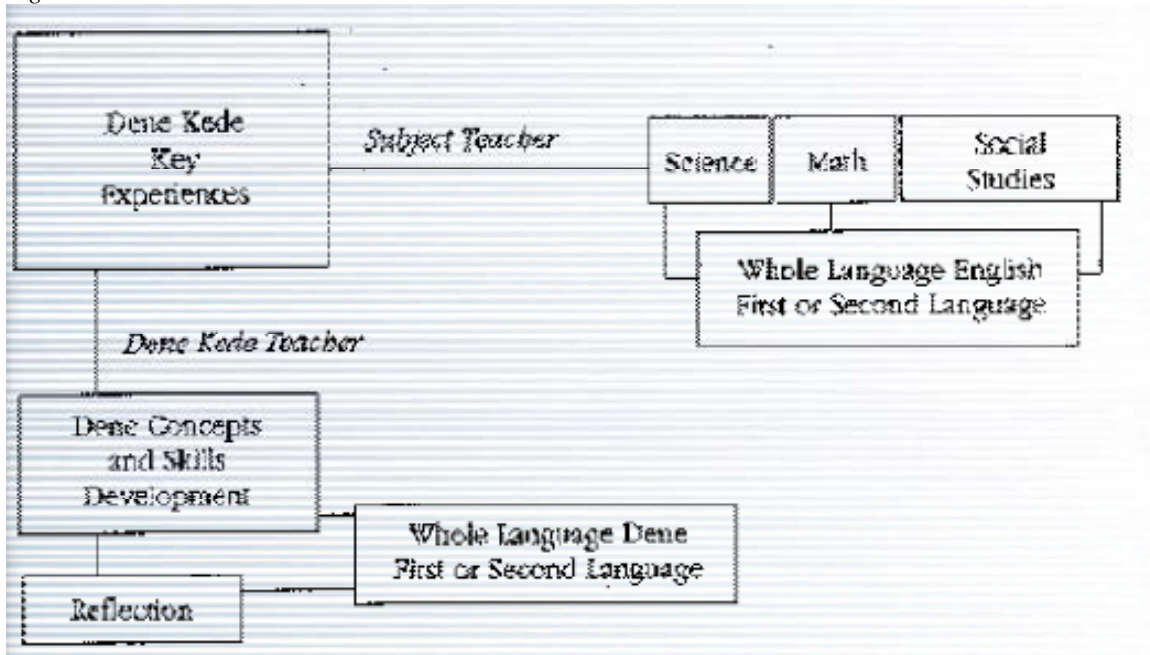 Dene Kede
Key
Experiences
Subject Teacher
Science
Math
Social
Studies
Whole Language English
First or Second Language
Dene Kede Teacher
Dene Concepts
and Skills
Development
Whole Language Dene
First or Second Language
Reflection